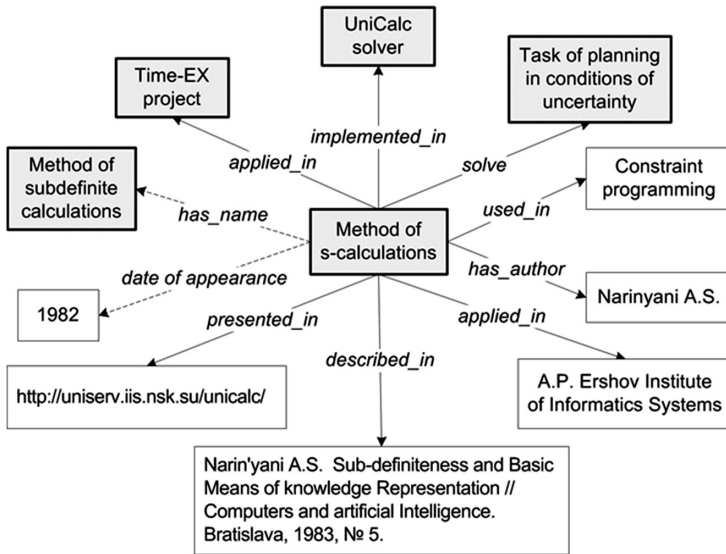 UniCalc
solver
Time-EX
project
Task of planning
in conditions of
uncertainty
implemented_in
applied_in
solve
Method of
subdefinite
calculations
Constraint
programming
has_name
used_in
Method of
s-calculations
date of appearance
has_author
1982
Narinyani A.S.
presented_in
applied_in
described_in
http://uniserv.iis.nsk.su/unicalc/
A.P. Ershov Institute
of Informatics Systems
Narin'yani A.S.  Sub-definiteness and Basic
Means of knowledge Representation //
Computers and artificial Intelligence.
Bratislava, 1983, № 5.